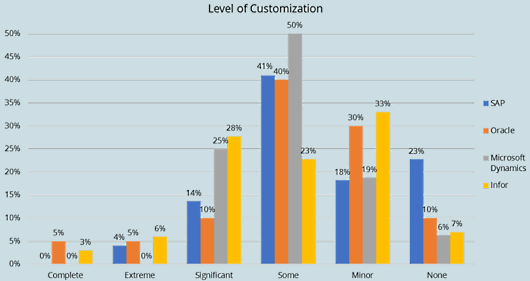 Level of Customization
50%
45%
40%
35%
30%
25%
20%
15%
10%
5%
0%
0% 5% 0% 3%
4% 5% 0% 6%
14% 10% 25% 28%
41% 40% 50% 23%
18% 30% 19% 33%
23% 10% 6% 7%
Complete Extreme Significant Some Minor None
SAP
Oracle
Microsoft
Dynamics
Infor